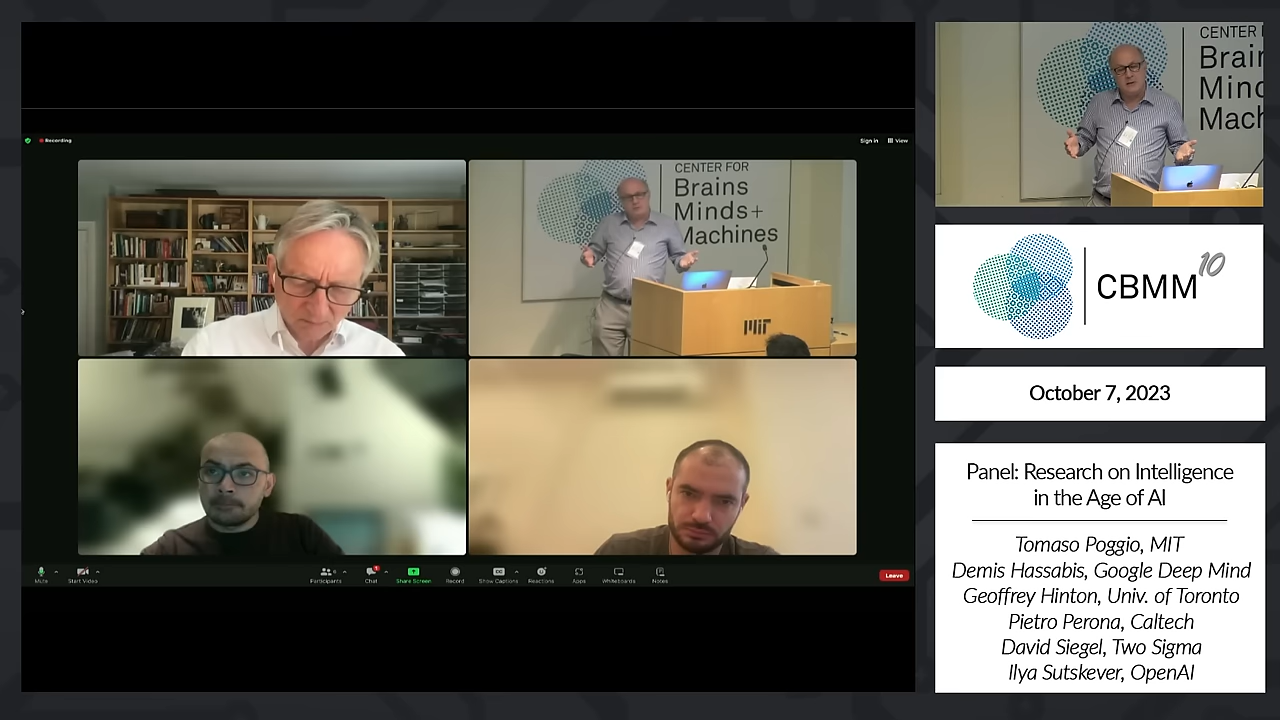 Recording
Sign in
View
CENTER FOR
Brains
Minds+
Machines
MIT
Mute
Start Video
Participants
Chat
Share Screen
Record
Show Captions
Reactions
Apps
Whiteboards
Notes
Leave
CENTER F
Brain
Mind
Mach
CBMM 10
October 7, 2023
Panel: Research on Intelligence
in the Age of AI
Tomaso Poggio, MIT
Demis Hassabis, Google Deep Mind
Geoffrey Hinton, Univ. of Toronto
Pietro Perona, Caltech
David Siegel, Two Sigma
Ilya Sutskever, OpenAI